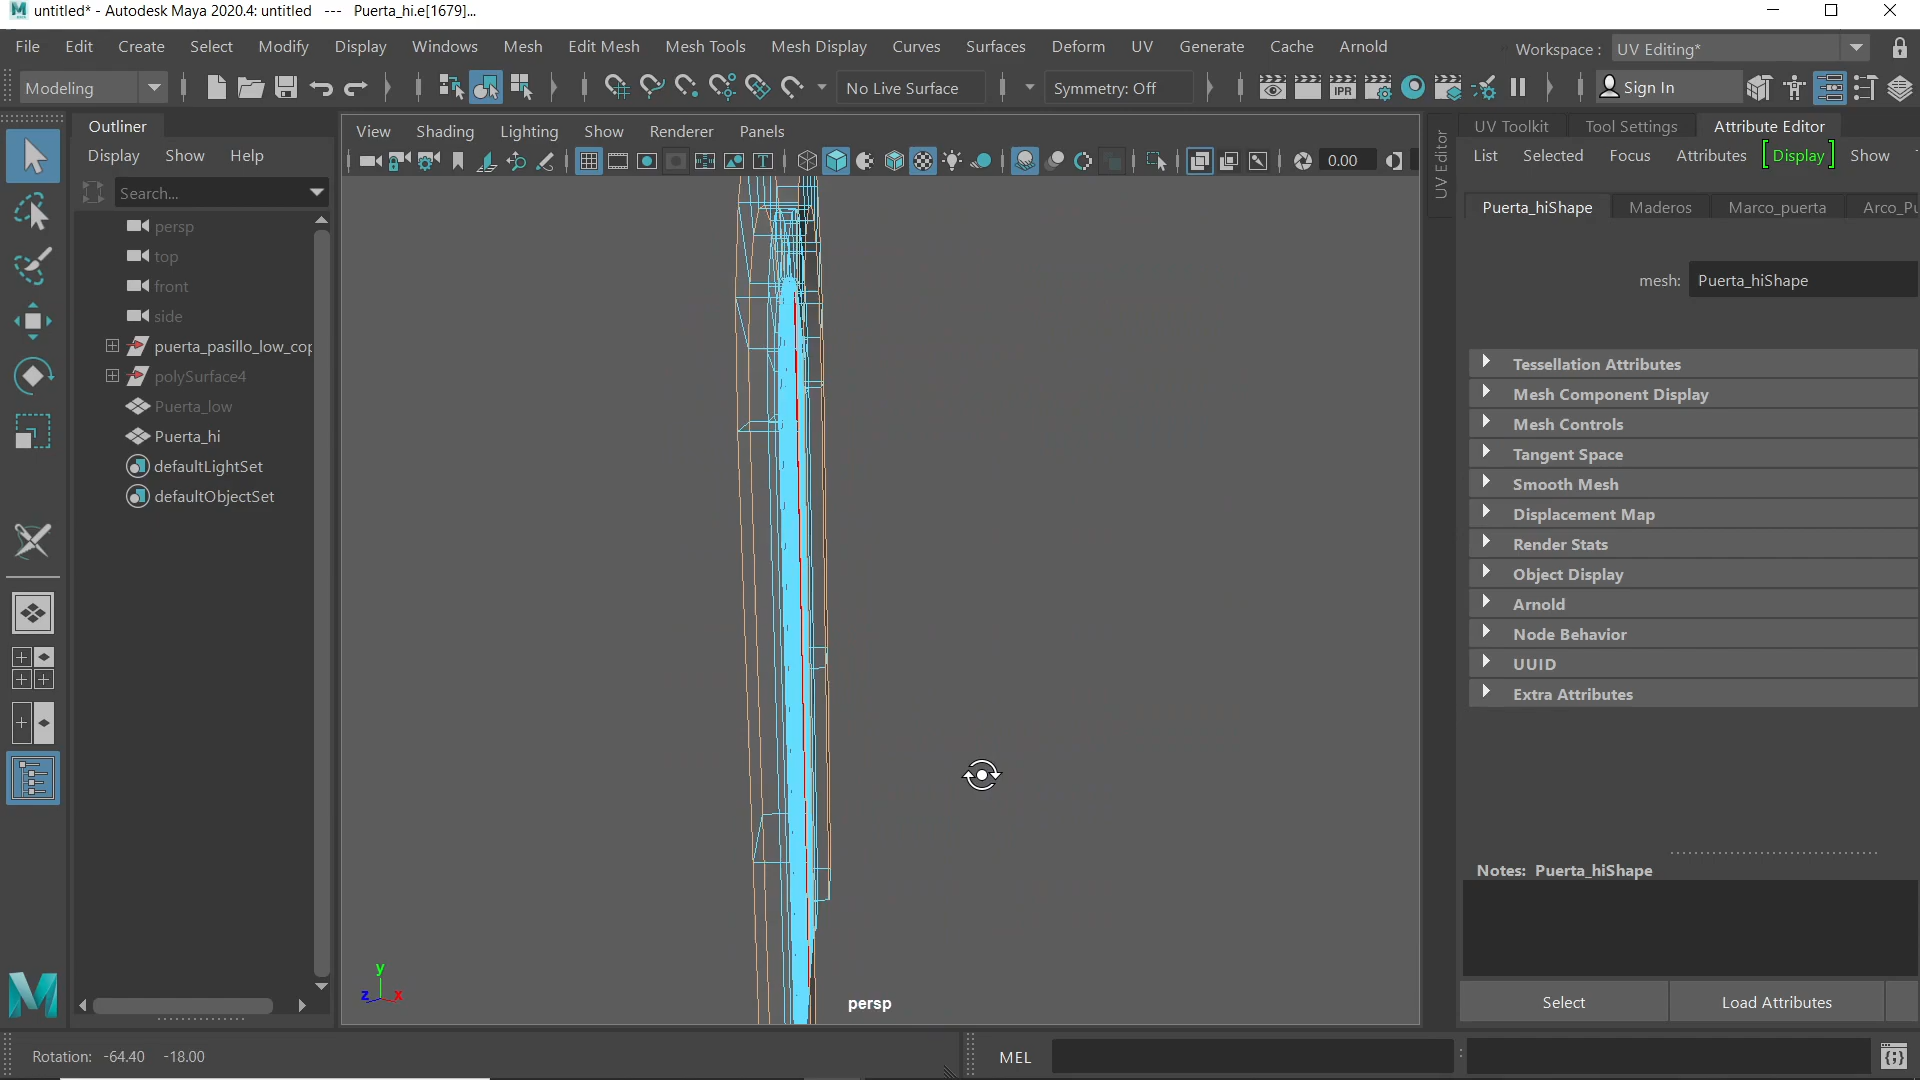 untitled* - Autodesk Maya 2020.4: untitled   ---   Puerta_hi.e[1679]...
File Edit Create Select Modify Display Windows Mesh Edit Mesh Mesh Tools Mesh Display Curves Surfaces Deform UV Generate Cache Arnold
Workspace : UV Editing*
Modeling
No Live Surface
Symmetry: Off
IPR
Sign In
Outliner
Display Show Help
Search...
persp
top
front
side
puerta_pasillo_low_cop
polySurface4
Puerta_low
Puerta_hi
defaultLightSet
defaultObjectSet
View Shading Lighting Show Renderer Panels
0.00
y
z x
persp
UV Editor
UV Toolkit Tool Settings Attribute Editor
List Selected Focus Attributes Display Show
Puerta_hiShape Maderos Marco_puerta Arco_Pu
mesh: Puerta_hiShape
Tessellation Attributes
Mesh Component Display
Mesh Controls
Tangent Space
Smooth Mesh
Displacement Map
Render Stats
Object Display
Arnold
Node Behavior
UUID
Extra Attributes
Notes: Puerta_hiShape
Select
Load Attributes
Rotation: -64.40 -18.00
MEL